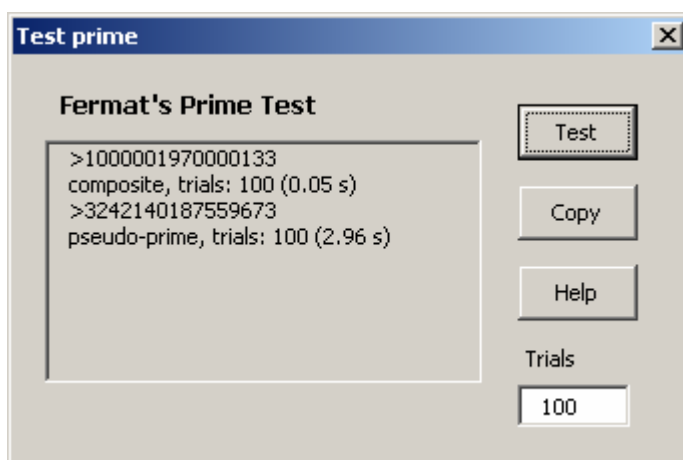 Test prime
Fermat's Prime Test
>1000001970000133
composite, trials: 100 (0.05 s)
>3242140187559673
pseudo-prime, trials: 100 (2.96 s)
Test
Copy
Help
Trials
100